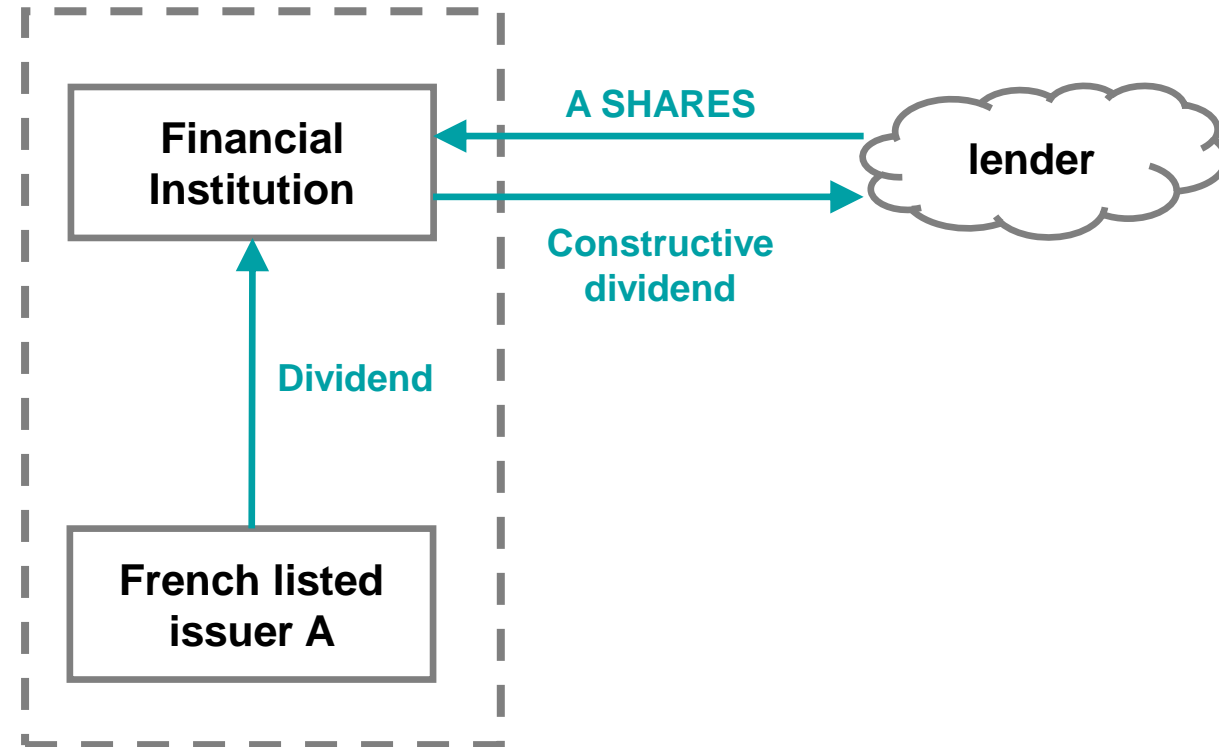 Financial
Institution
A SHARES
lender
Constructive
dividend
Dividend
French listed
issuer A